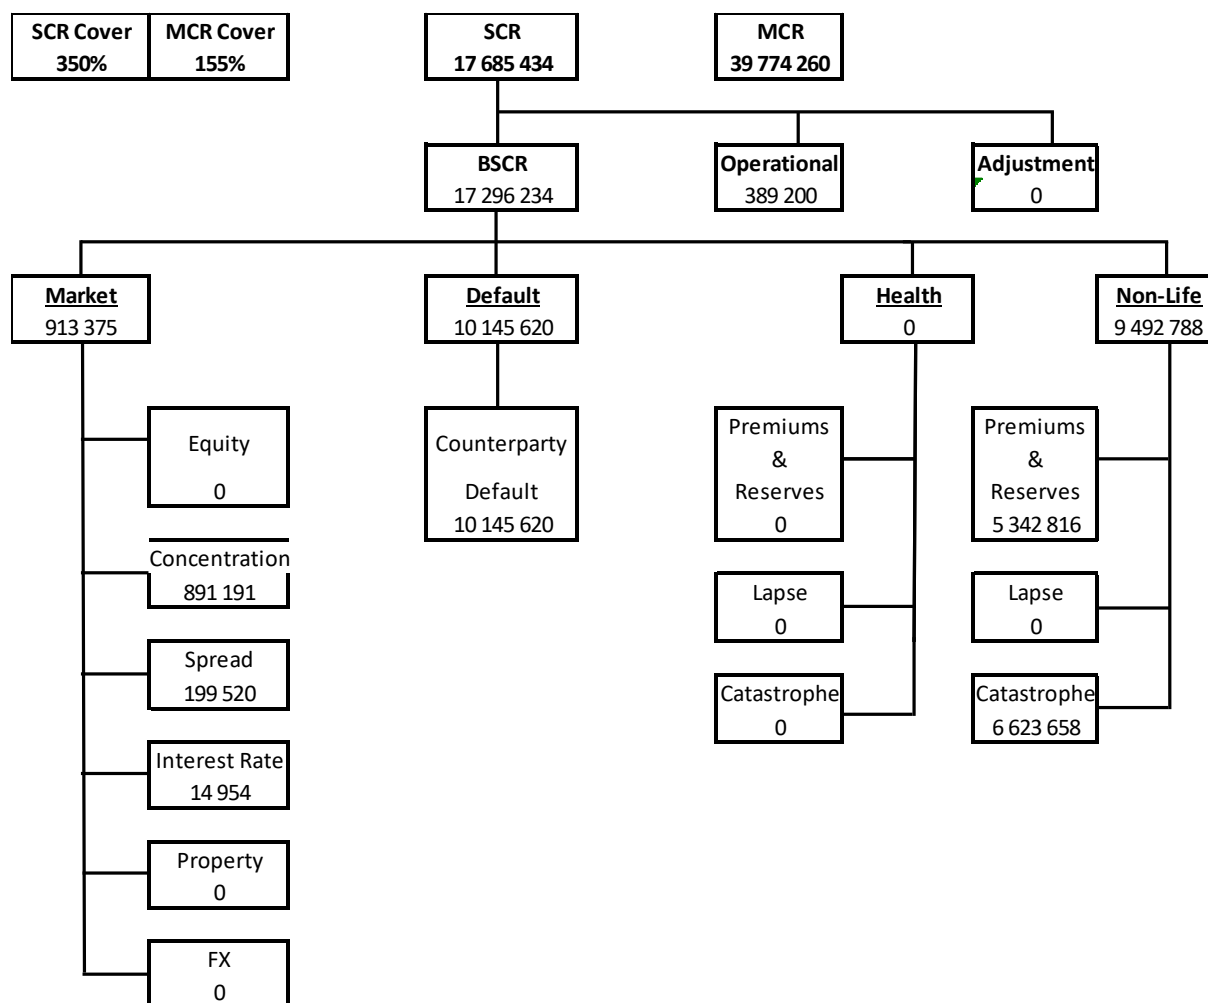 SCR Cover
350%
MCR Cover
155%
SCR
17 685 434
MCR
39 774 260
BSCR
17 296 234
Operational
389 200
Adjustment
0
Market
913 375
Default
10 145 620
Health
0
Non-Life
9 492 788
Equity
0
Concentration
891 191
Spread
199 520
Interest Rate
14 954
Property
0
FX
0
Counterparty
Default
10 145 620
Premiums
&
Reserves
0
Lapse
0
Catastrophe
0
Premiums
&
Reserves
5 342 816
Lapse
0
Catastrophe
6 623 658